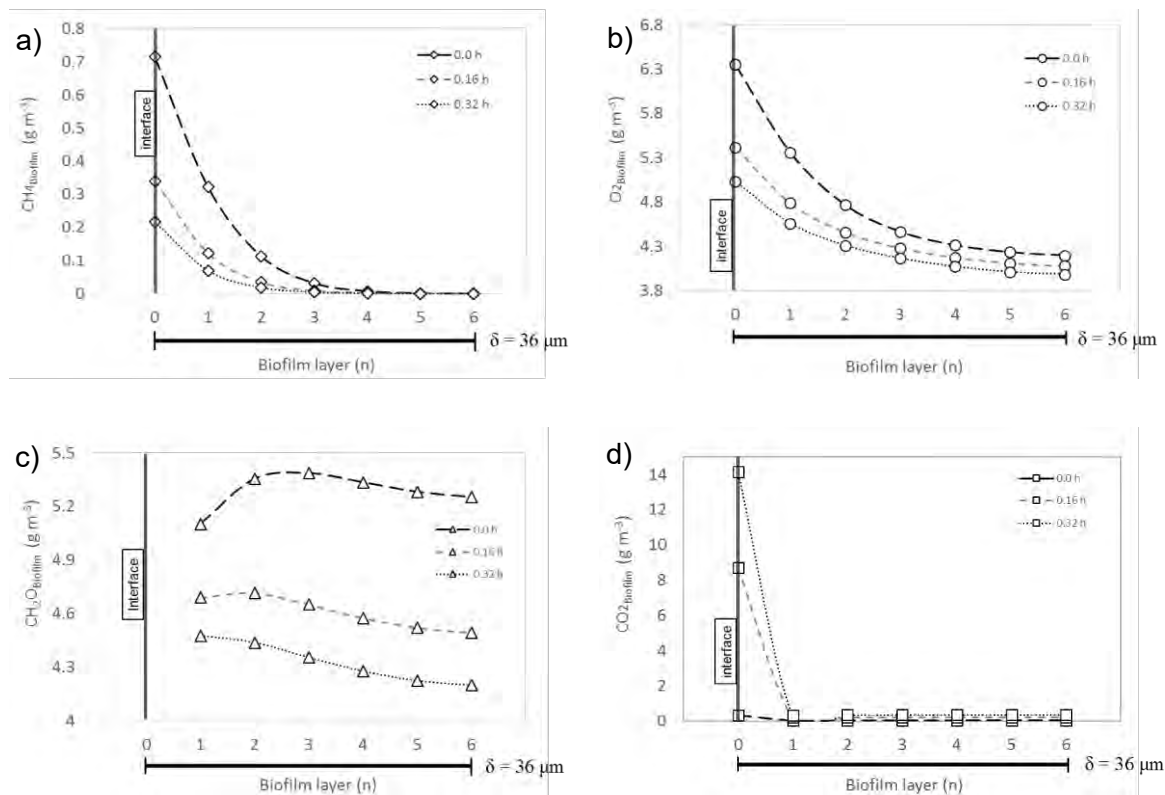 a)
CH4Biofilm (g m-3)
0.8
0.7
0.6
0.5
0.4
0.3
0.2
0.1
0
interface
0.0 h
0.16 h
0.32 h
0 1 2 3 4 5 6
δ = 36 μm
Biofilm layer (n)
b)
O2Biofilm (g m-3)
6.8
6.3
5.8
5.3
4.8
4.3
3.8
interface
0.0 h
0.16 h
0.32 h
0 1 2 3 4 5 6
δ = 36 μm
Biofilm layer (n)
c)
CH2OBiofilm (g m-3)
5.5
5.2
4.9
4.6
4.3
4
Interface
0.0 h
0.16 h
0.32 h
0 1 2 3 4 5 6
δ = 36 μm
Biofilm layer (n)
d)
CO2Biofilm (g m-3)
14
12
10
8
6
4
2
0
interface
0.0 h
0.16 h
0.32 h
0 1 2 3 4 5 6
δ = 36 μm
Biofilm layer (n)